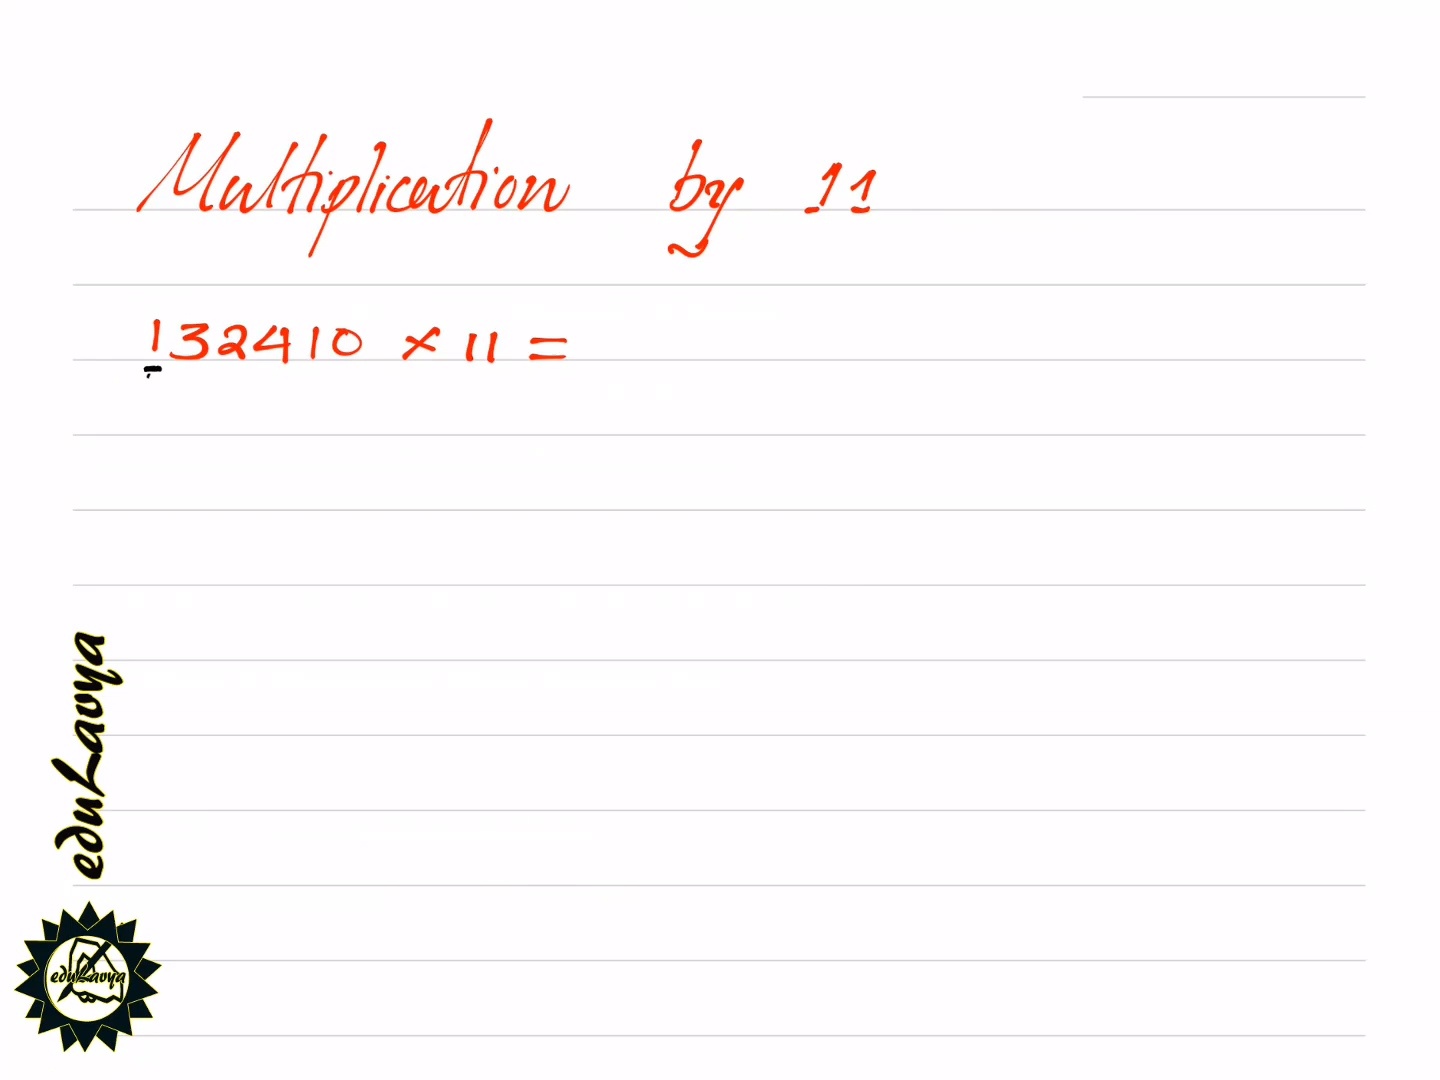 Multiplication by 11
132410 × 11 =
eduLavya
eduLavya